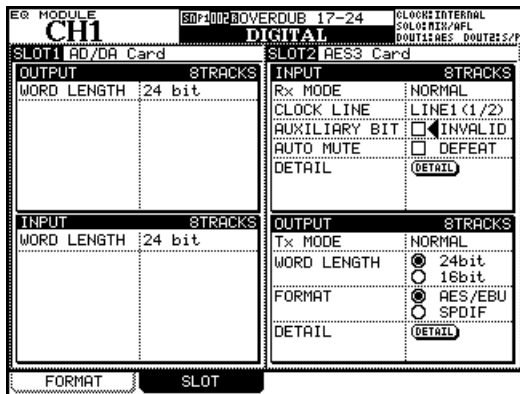 EQ MODULE
CH1
OVERDUB 17-24
DIGITAL
CLOCK:INTERNAL
SOLO:MIX/AFL
DOUT1:AES DOUT2:S/P
SLOT1 AD/DA Card
OUTPUT 8TRACKS
WORD LENGTH 24 bit
INPUT 8TRACKS
WORD LENGTH 24 bit
SLOT2 AES3 Card
INPUT 8TRACKS
Rx MODE NORMAL
CLOCK LINE LINE1(1/2)
AUXILIARY BIT INVALID
AUTO MUTE DEFEAT
DETAIL DETAIL
OUTPUT 8TRACKS
Tx MODE NORMAL
WORD LENGTH 24bit
16bit
FORMAT AES/EBU
SPDIF
DETAIL DETAIL
FORMAT SLOT